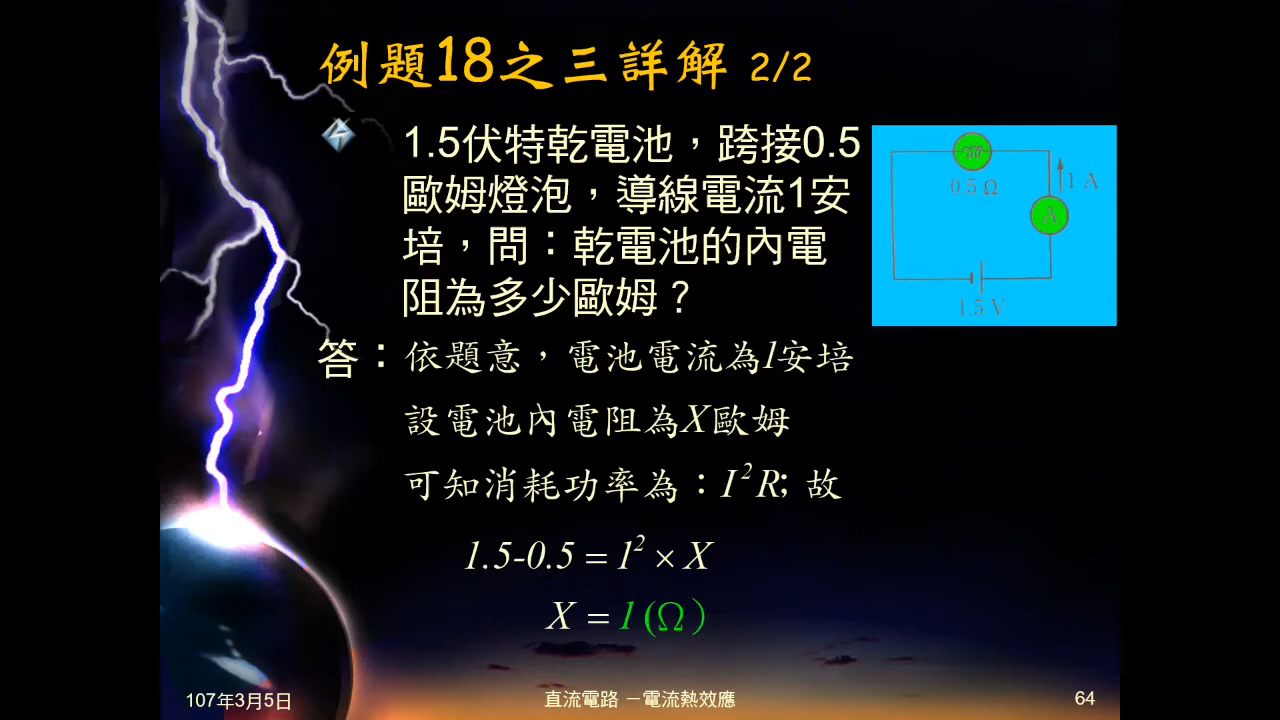 例題18之三詳解 2/2
1.5伏特乾電池，跨接0.5
歐姆燈泡，導線電流1安
培，問：乾電池的內電
阻為多少歐姆？
0.5 Ω
1 A
A
1.5 V
答：依題意，電池電流為1安培
設電池內電阻為X歐姆
可知消耗功率為：I²R；故
1.5-0.5 = 1² × X
X = 1(Ω)
107年3月5日
直流電路 －電流熱效應
64